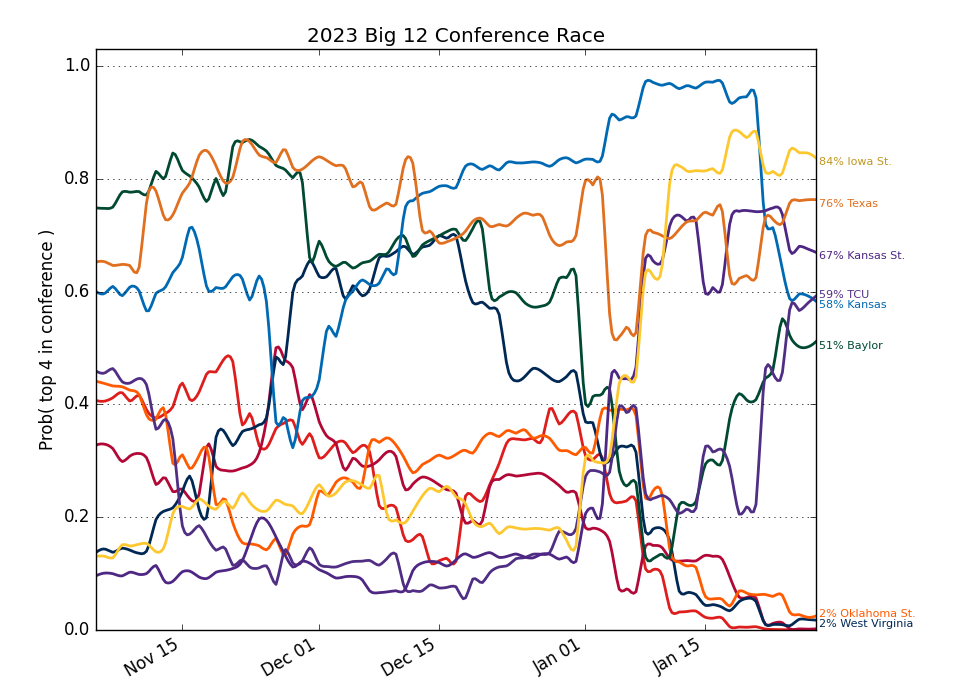 2023 Big 12 Conference Race
Prob( top 4 in conference )
1.0
0.8
0.6
0.4
0.2
0.0
84% Iowa St.
76% Texas
67% Kansas St.
59% TCU
58% Kansas
51% Baylor
2% Oklahoma St.
2% West Virginia
Nov 15
Dec 01
Dec 15
Jan 01
Jan 15